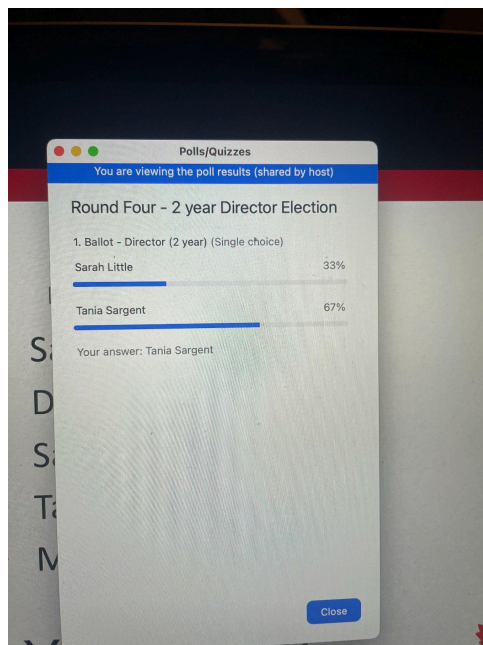 Polls/Quizzes
You are viewing the poll results (shared by host)
Round Four - 2 year Director Election
1. Ballot - Director (2 year) (Single choice)
Sarah Little 33%
Tania Sargent 67%
Your answer: Tania Sargent
Close